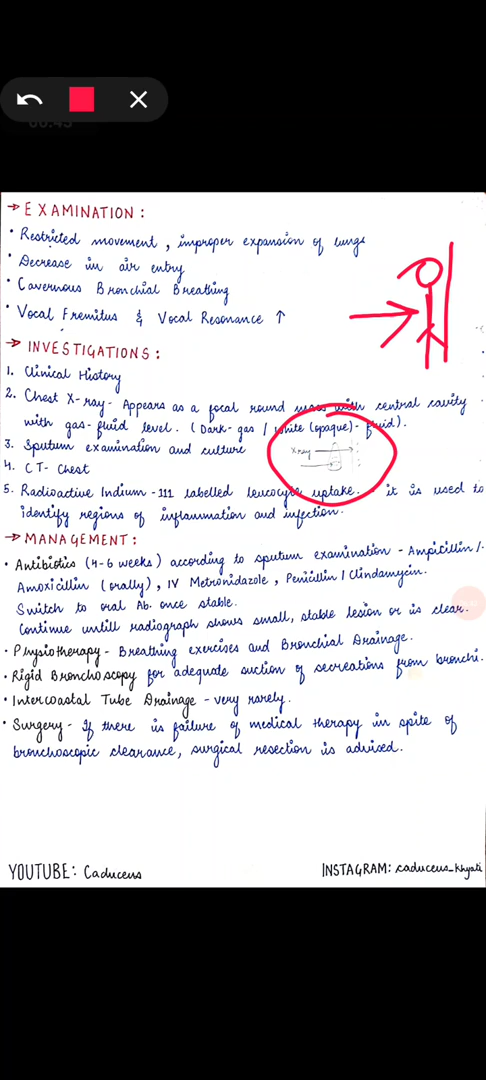 → EXAMINATION:
• Restricted movement, improper expansion of lungs
• Decrease in air entry
• Cavernous Bronchial Breathing
• Vocal Fremitus & Vocal Resonance ↑
→ INVESTIGATIONS:
1. Clinical History
2. Chest X-ray - Appears as a focal round mass with central cavity
with gas-fluid level. (Dark-gas / White (opaque) - fluid).
3. Sputum examination and culture
X ray
4. CT- Chest
5. Radioactive Indium -111 labelled leucocyte uptake. it is used to
identify regions of inflammation and infection.
→ MANAGEMENT:
• Antibiotics (4-6 weeks) according to sputum examination - Ampicillin/
Amoxicillin (orally), IV Metronidazole, Penicillin / Clindamycin.
Switch to oral Ab. once stable.
Continue untill radiograph shows small, stable lesion or is clear.
• Physiotherapy - Breathing exercises and Bronchial Drainage.
• Rigid Bronchoscopy for adequate suction of secreations from bronchi.
• Intercoastal Tube Drainage - very rarely.
• Surgery - If there is failure of medical therapy in spite of
bronchoscopic clearance, surgical resection is advised.
YOUTUBE: Caduceus
INSTAGRAM: caduceus_khyati